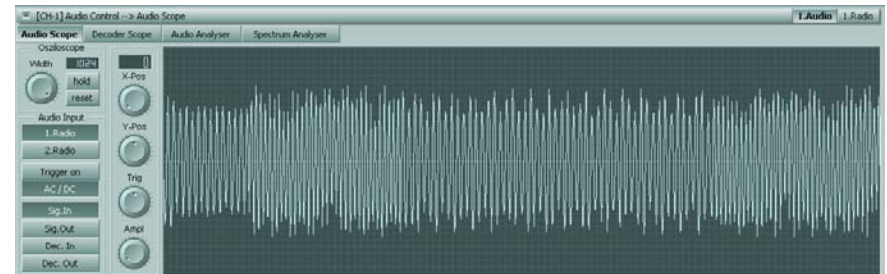 [CH-1] Audio Control --> Audio Scope
1.Audio 1.Radio
Audio Scope Decoder Scope Audio Analyser Spectrum Analyser
Osziloscope
Width 1024 0
hold
reset
X-Pos
Audio Input
1.Radio
2.Radio
Y-Pos
Trigger on
AC / DC
Trig
Sig.In
Sig.Out
Ampl
Dec. In
Dec. Out